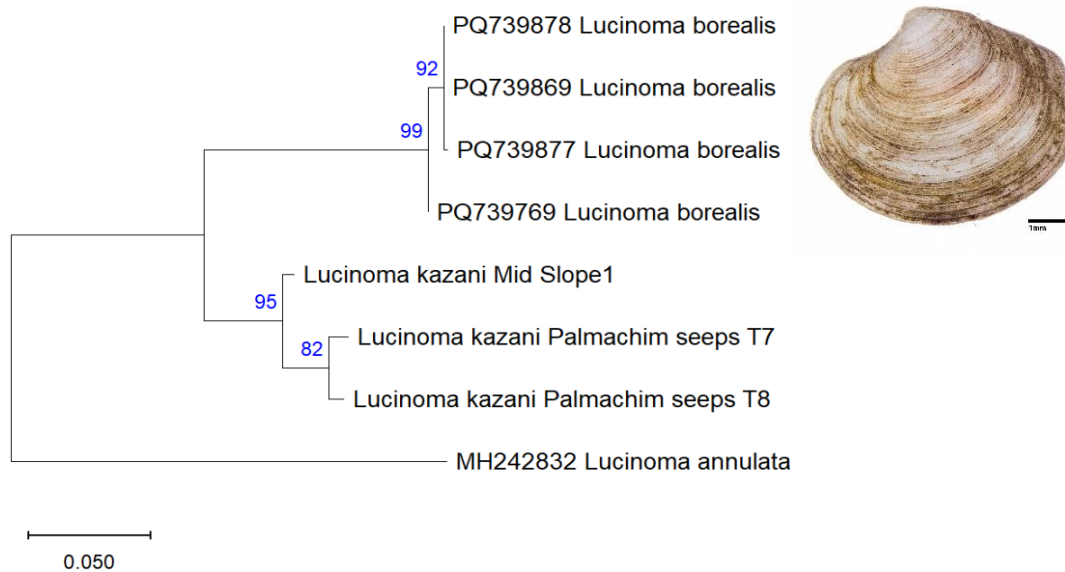 PQ739878 Lucinoma borealis
92
PQ739869 Lucinoma borealis
99
PQ739877 Lucinoma borealis
PQ739769 Lucinoma borealis
1mm
Lucinoma kazani Mid Slope1
95
Lucinoma kazani Palmachim seeps T7
82
Lucinoma kazani Palmachim seeps T8
MH242832 Lucinoma annulata
0.050